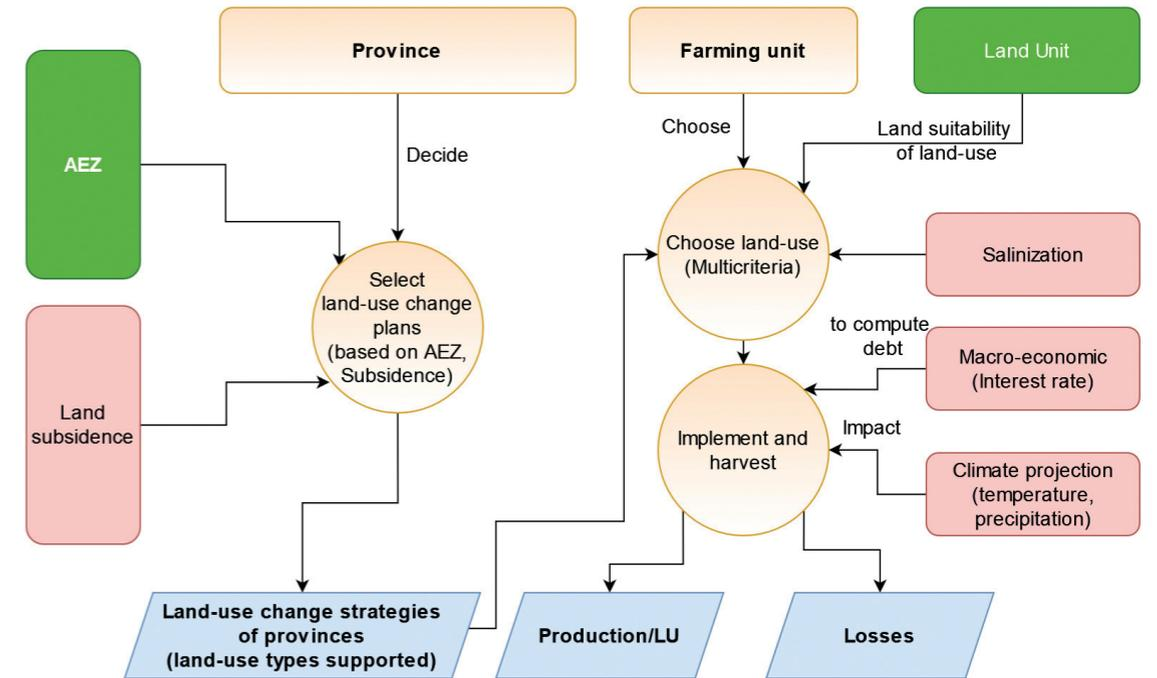 Province
Farming unit
Land Unit
AEZ
Decide
Choose
Land suitability
of land-use
Select
land-use change
plans
(based on AEZ,
Subsidence)
Choose land-use
(Multicriteria)
Salinization
to compute
debt
Macro-economic
(Interest rate)
Land
subsidence
Implement and
harvest
Impact
Climate projection
(temperature,
precipitation)
Land-use change strategies
of provinces
(land-use types supported)
Production/LU
Losses